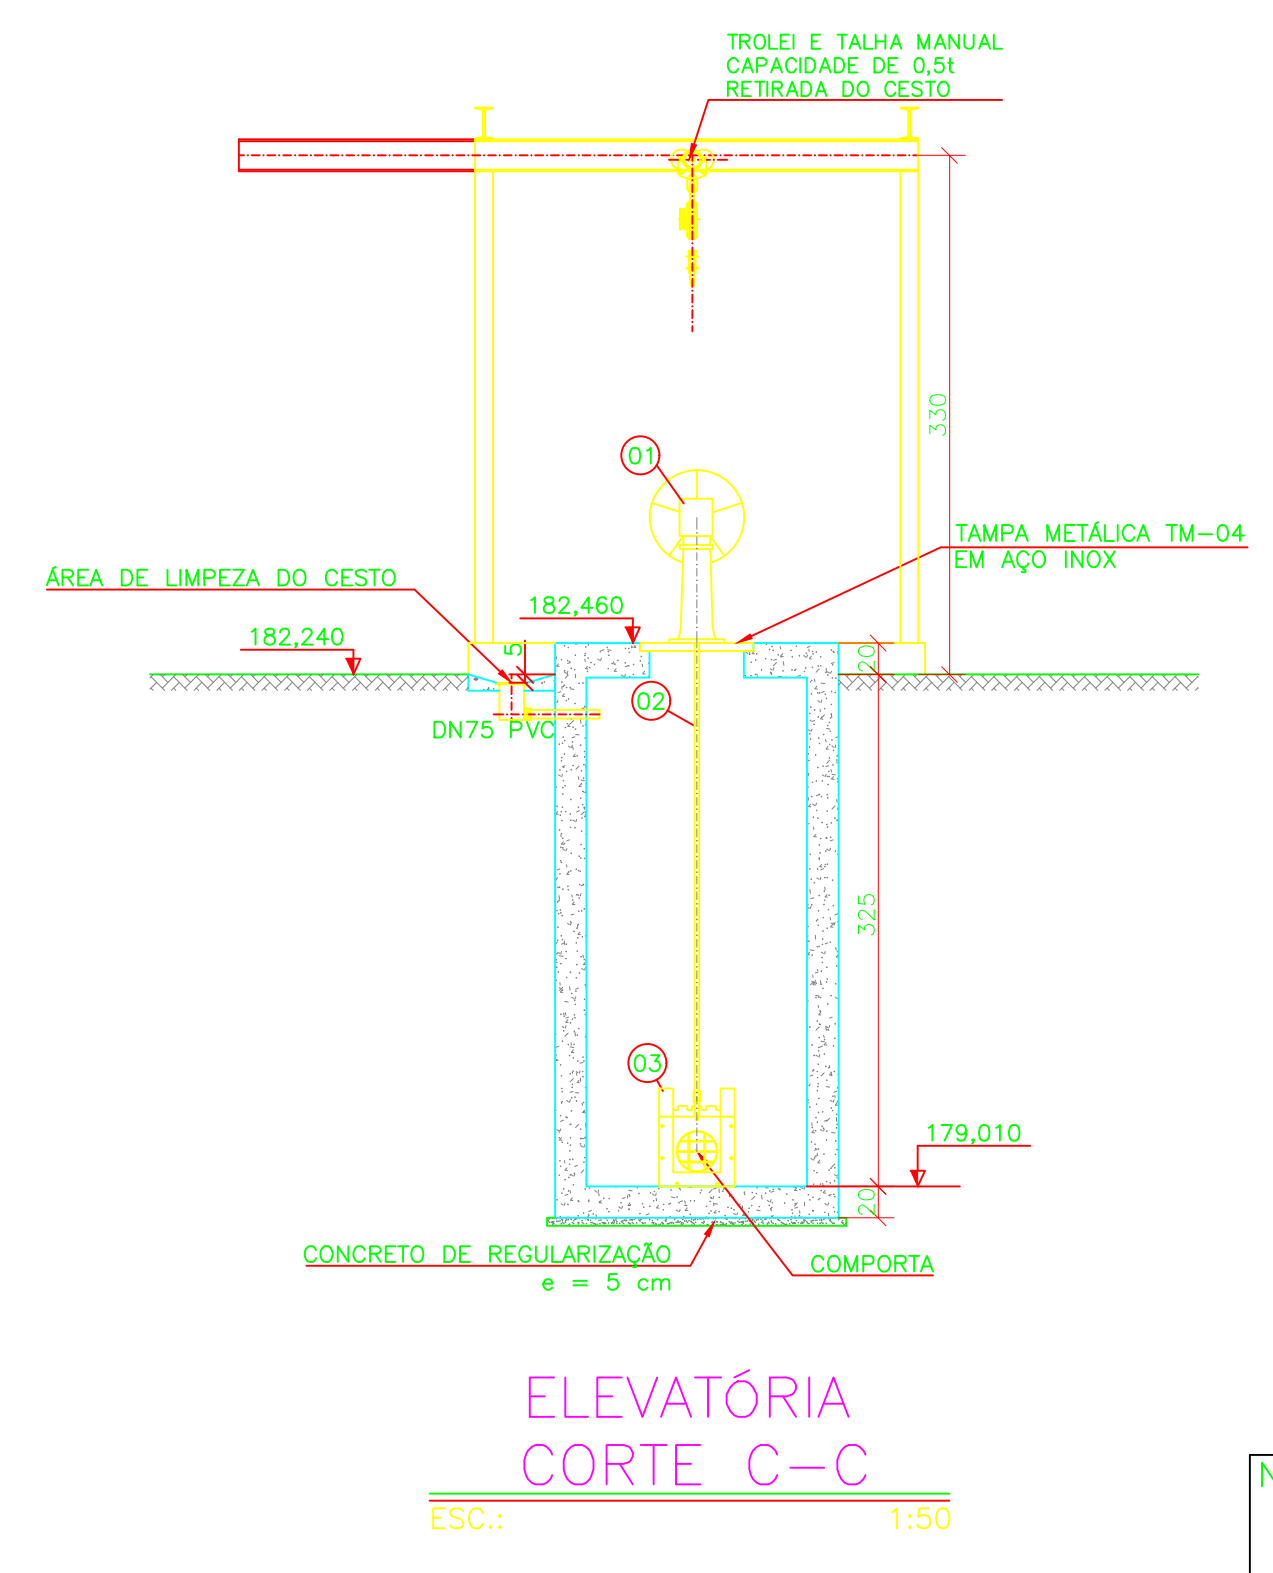 TROLEI E TALHA MANUAL
CAPACIDADE DE 0,5t
RETIRADA DO CESTO
330
01
TAMPA METÁLICA TM-04
EM AÇO INOX
ÁREA DE LIMPEZA DO CESTO
182,460
182,240
5
20
02
DN75 PVC
325
03
179,010
20
CONCRETO DE REGULARIZAÇÃO
e = 5 cm
COMPORTA
ELEVATÓRIA
CORTE C-C
ESC.: 1:50